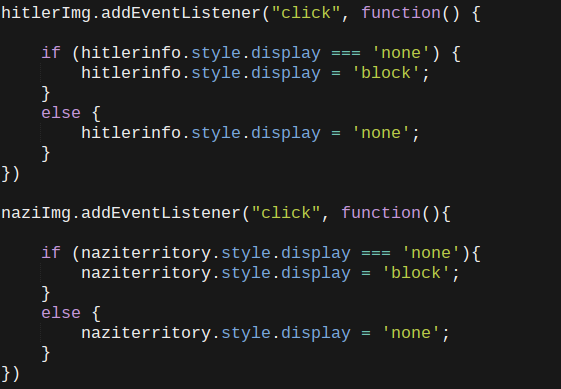 hitlerImg.addEventListener("click", function() {
if (hitlerinfo.style.display === 'none') {
hitlerinfo.style.display = 'block';
}
else {
hitlerinfo.style.display = 'none';
}
})
naziImg.addEventListener("click", function(){
if (naziterritory.style.display === 'none'){
naziterritory.style.display = 'block';
}
else {
naziterritory.style.display = 'none';
}
})